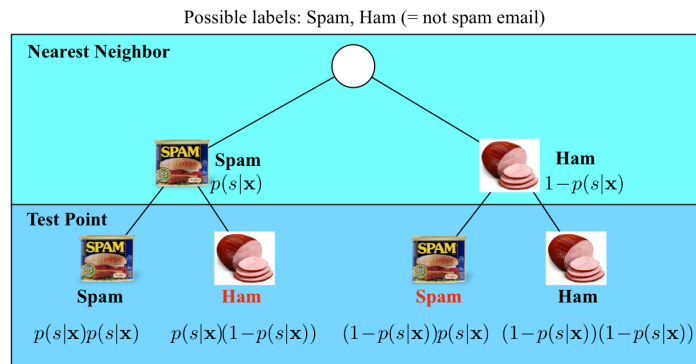 Possible labels: Spam, Ham (= not spam email)
Nearest Neighbor
SPAM
Spam
p(s|x)
Ham
1−p(s|x)
Test Point
SPAM
SPAM
Spam
Ham
Spam
Ham
p(s|x)p(s|x)
p(s|x)(1−p(s|x))
(1−p(s|x))p(s|x)
(1−p(s|x))(1−p(s|x))